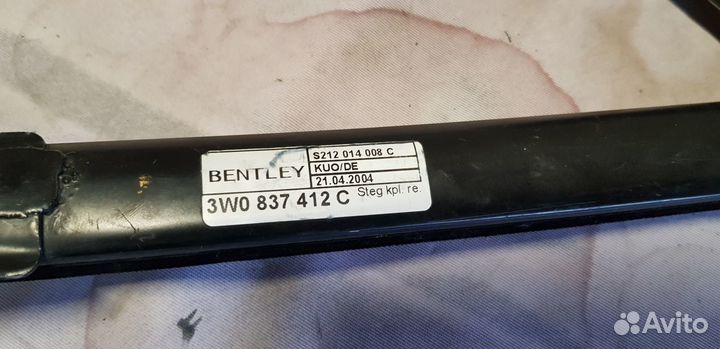 BENTLEY
S212 014 008 C
KUO/DE
21.04.2004
3W0 837 412 C Steg kpl. re.
Avito